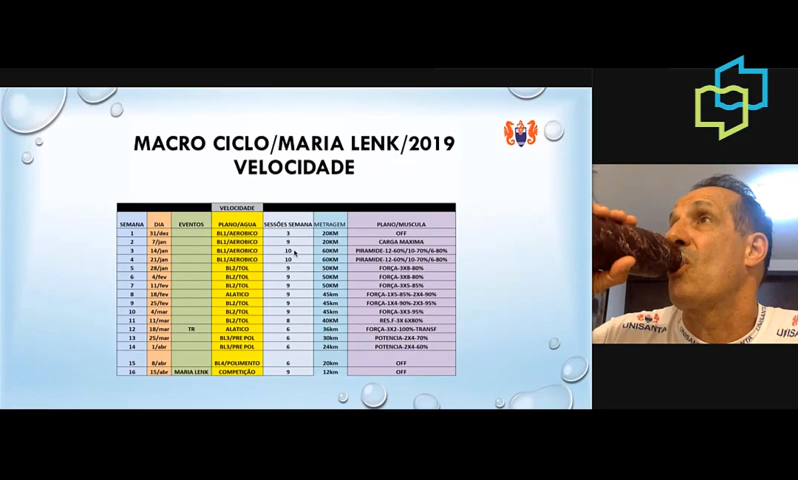 MACRO CICLO/MARIA LENK/2019
VELOCIDADE
VELOCIDADE
SEMANA DIA EVENTOS PLANO/AGUA SESSÕES SEMANA METRAGEM PLANO/MUSCULA
1 31/dez BL1/AEROBICO 3 20KM OFF
2 7/jan BL1/AEROBICO 9 20KM CARGA MAXIMA
3 14/jan BL1/AEROBICO 10 60KM PIRAMIDE-12-60%/10-70%/6-80%
4 21/jan BL1/AEROBICO 10 60KM PIRAMIDE-12-60%/10-70%/6-80%
5 28/jan BL2/TOL 9 50KM FORÇA-3X8-80%
6 4/fev BL2/TOL 9 50KM FORÇA-3X8-80%
7 11/fev BL2/TOL 9 50KM FORÇA-3X5-85%
8 18/fev ALATICO 9 45km FORÇA-1X5-85%-2X4-90%
9 25/fev BL2/TOL 9 45km FORÇA-1X4-90%-2X3-95%
10 4/mar BL2/TOL 9 45km FORÇA-3X3-95%
11 11/mar BL2/TOL 8 40KM RES.F-3X 6X80%
12 18/mar TR ALATICO 6 36km FORÇA-3X2-100%-TRANSF
13 25/mar BL3/PRE POL 6 30km POTENCIA-2X4-70%
14 1/abr BL3/PRE POL 6 24km POTENCIA-2X4-60%
15 8/abr BL4/POLIMENTO 6 20km OFF
16 15/abr MARIA LENK COMPETIÇÃO 9 12km OFF
UNISANTA